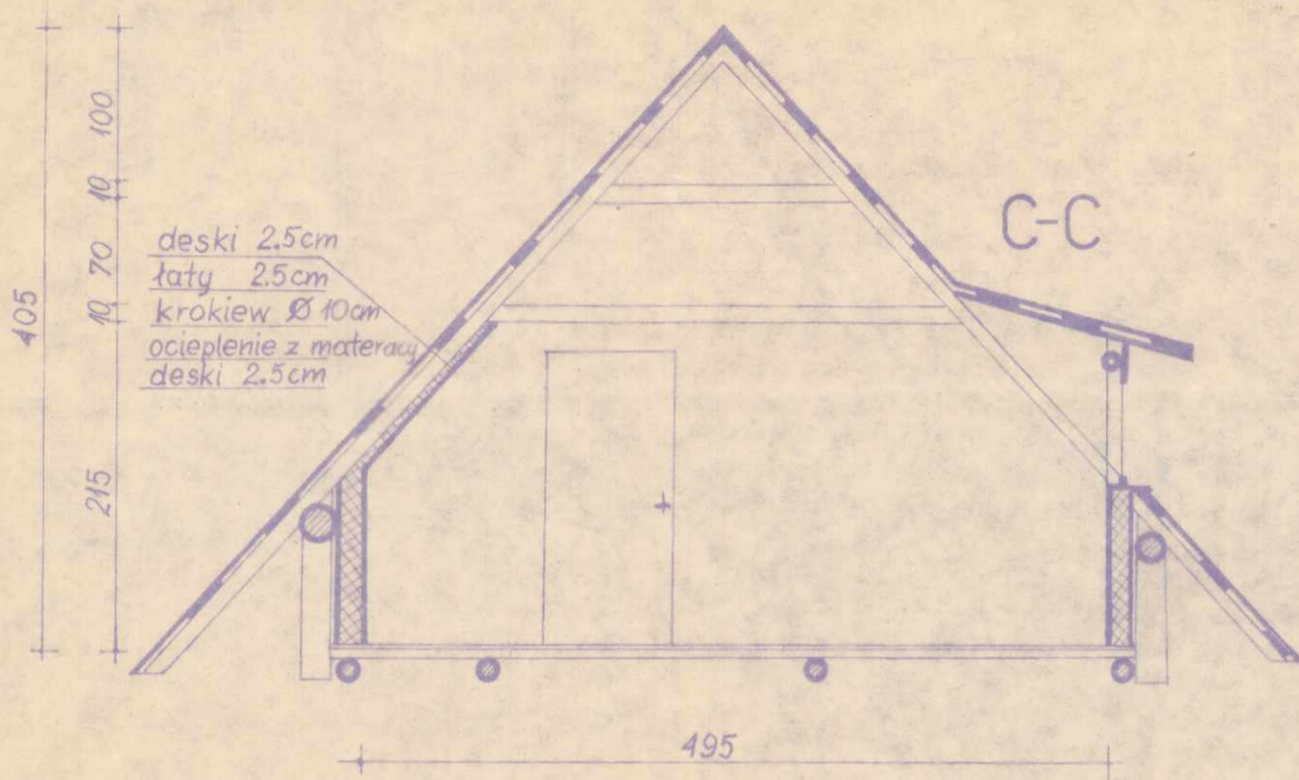 405
100
10
70
10
215
deski 2.5cm
łaty 2.5cm
krokiew Ø 10cm
ocieplenie z materacy
deski 2.5cm
C-C
495